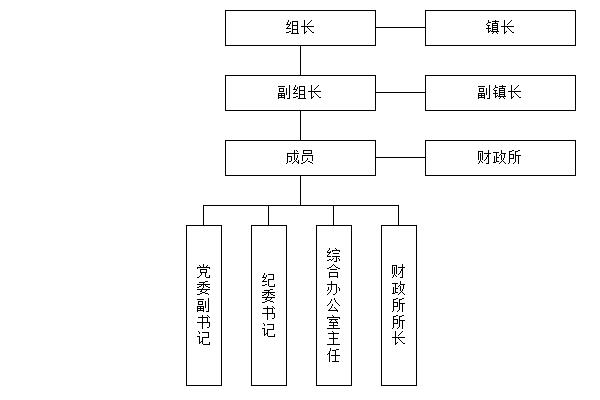 组长
镇长
副组长
副镇长
成员
财政所
党委副书记
纪委书记
综合办公室主任
财政所所长